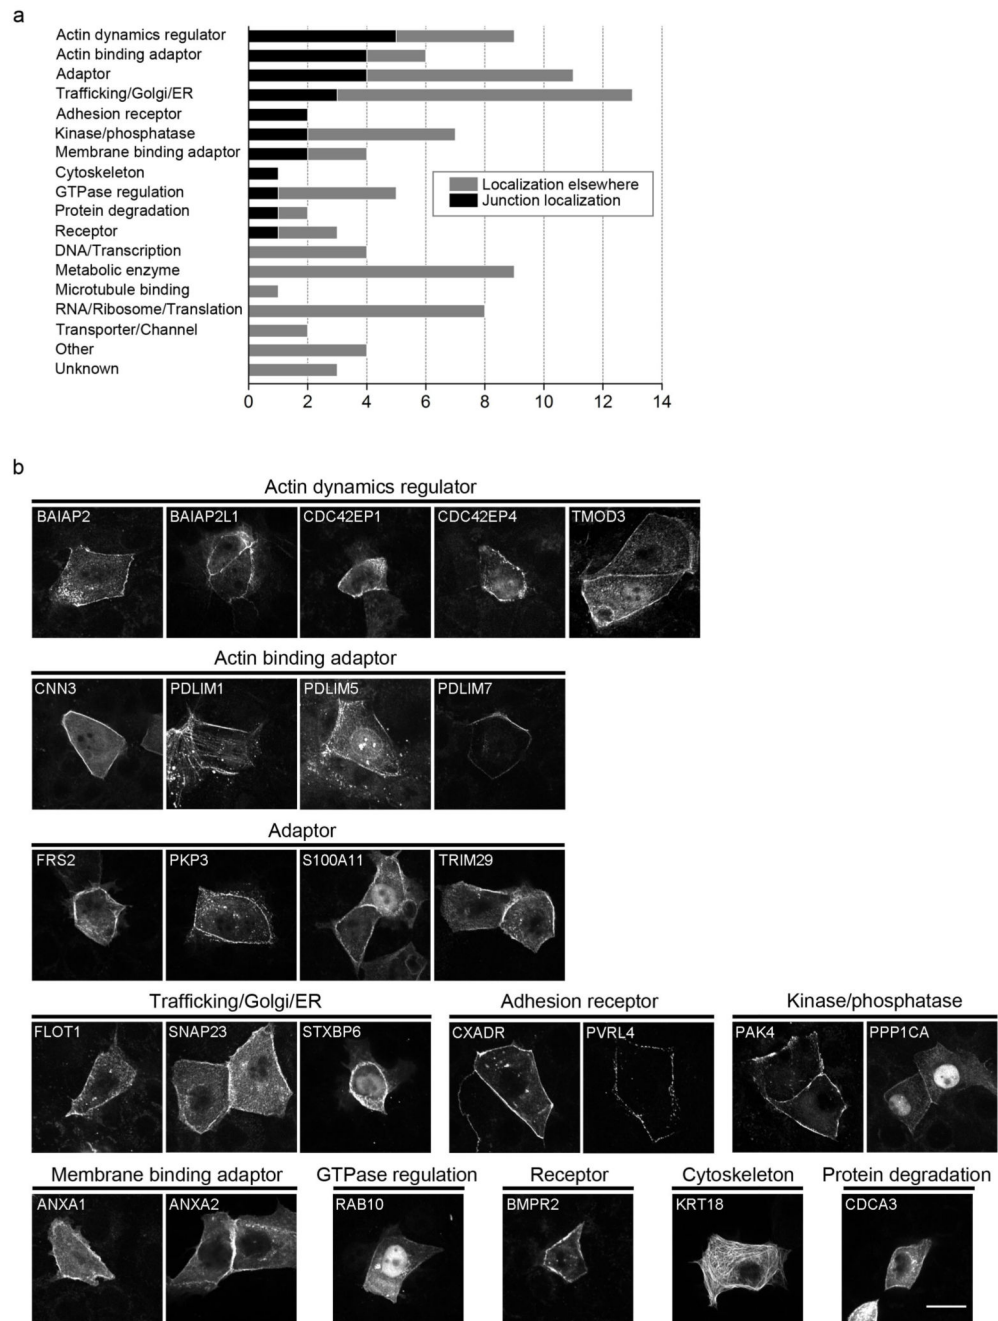 a
Actin dynamics regulator
Actin binding adaptor
Adaptor
Trafficking/Golgi/ER
Adhesion receptor
Kinase/phosphatase
Membrane binding adaptor
Cytoskeleton
GTPase regulation
Protein degradation
Receptor
DNA/Transcription
Metabolic enzyme
Microtubule binding
RNA/Ribosome/Translation
Transporter/Channel
Other
Unknown
Localization elsewhere
Junction localization
0 2 4 6 8 10 12 14
b
Actin dynamics regulator
BAIAP2 BAIAP2L1 CDC42EP1 CDC42EP4 TMOD3
Actin binding adaptor
CNN3 PDLIM1 PDLIM5 PDLIM7
Adaptor
FRS2 PKP3 S100A11 TRIM29
Trafficking/Golgi/ER Adhesion receptor Kinase/phosphatase
FLOT1 SNAP23 STXBP6 CXADR PVRL4 PAK4 PPP1CA
Membrane binding adaptor GTPase regulation Receptor Cytoskeleton Protein degradation
ANXA1 ANXA2 RAB10 BMPR2 KRT18 CDCA3